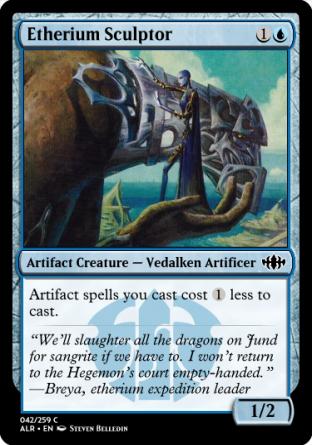 Etherium Sculptor 1
Artifact Creature — Vedalken Artificer
Artifact spells you cast cost 1 less to
cast.
"We'll slaughter all the dragons on Jund
for sangrite if we have to. I won't return
to the Hegemon's court empty-handed."
—Breya, etherium expedition leader
1/2
042/259 C
ALR • EN Steven Belledin